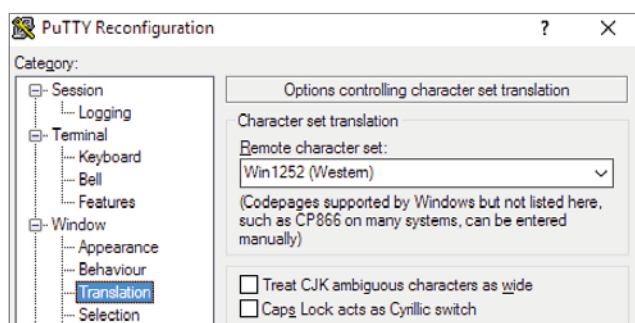 PuTTY Reconfiguration
?
Category:
Session
Logging
Terminal
Keyboard
Bell
Features
Window
Appearance
Behaviour
Translation
Selection
Options controlling character set translation
Character set translation
Remote character set:
Win1252 (Western)
(Codepages supported by Windows but not listed here,
such as CP866 on many systems, can be entered
manually)
Treat CJK ambiguous characters as wide
Caps Lock acts as Cyrillic switch